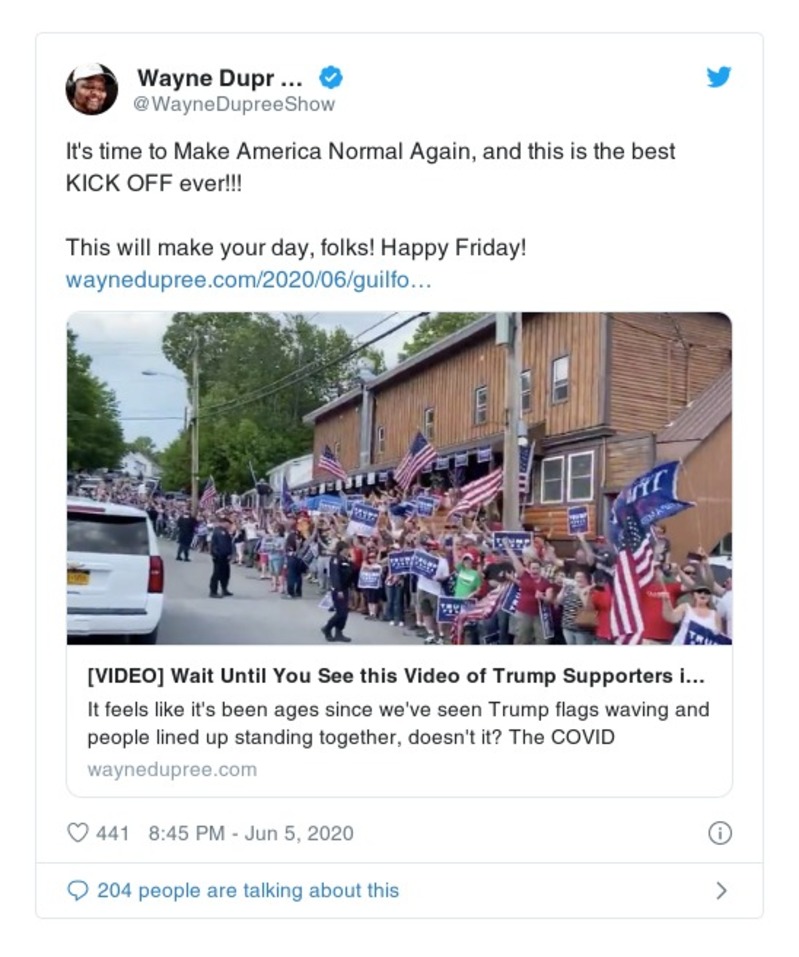 Wayne Dupr ...
@WayneDupreeShow
It's time to Make America Normal Again, and this is the best
KICK OFF ever!!!
This will make your day, folks! Happy Friday!
waynedupree.com/2020/06/guilfo...
TRUMP
TRUMP
TRUMP
TRUMP
TRUMP
[VIDEO] Wait Until You See this Video of Trump Supporters i...
It feels like it's been ages since we've seen Trump flags waving and
people lined up standing together, doesn't it? The COVID
waynedupree.com
441 8:45 PM - Jun 5, 2020
204 people are talking about this